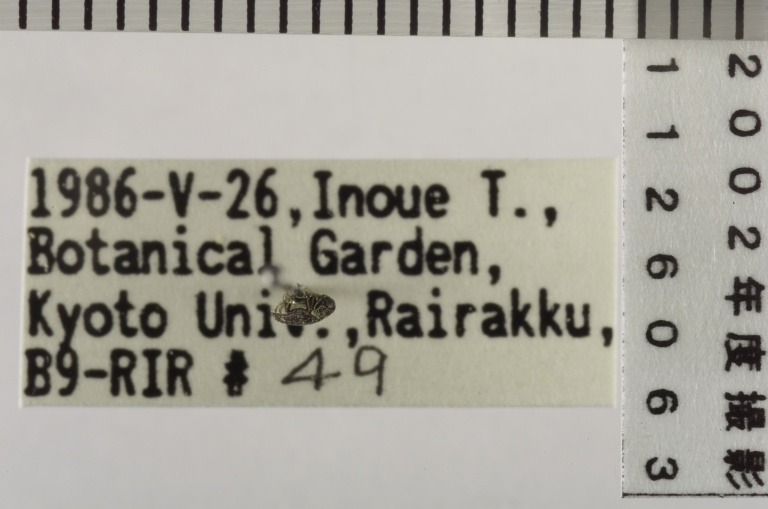 1986-V-26,Inoue T.,
Botanical Garden,
Kyoto Univ.,Rairakku,
B9-RIR # 49
2002年度撮影
1126063